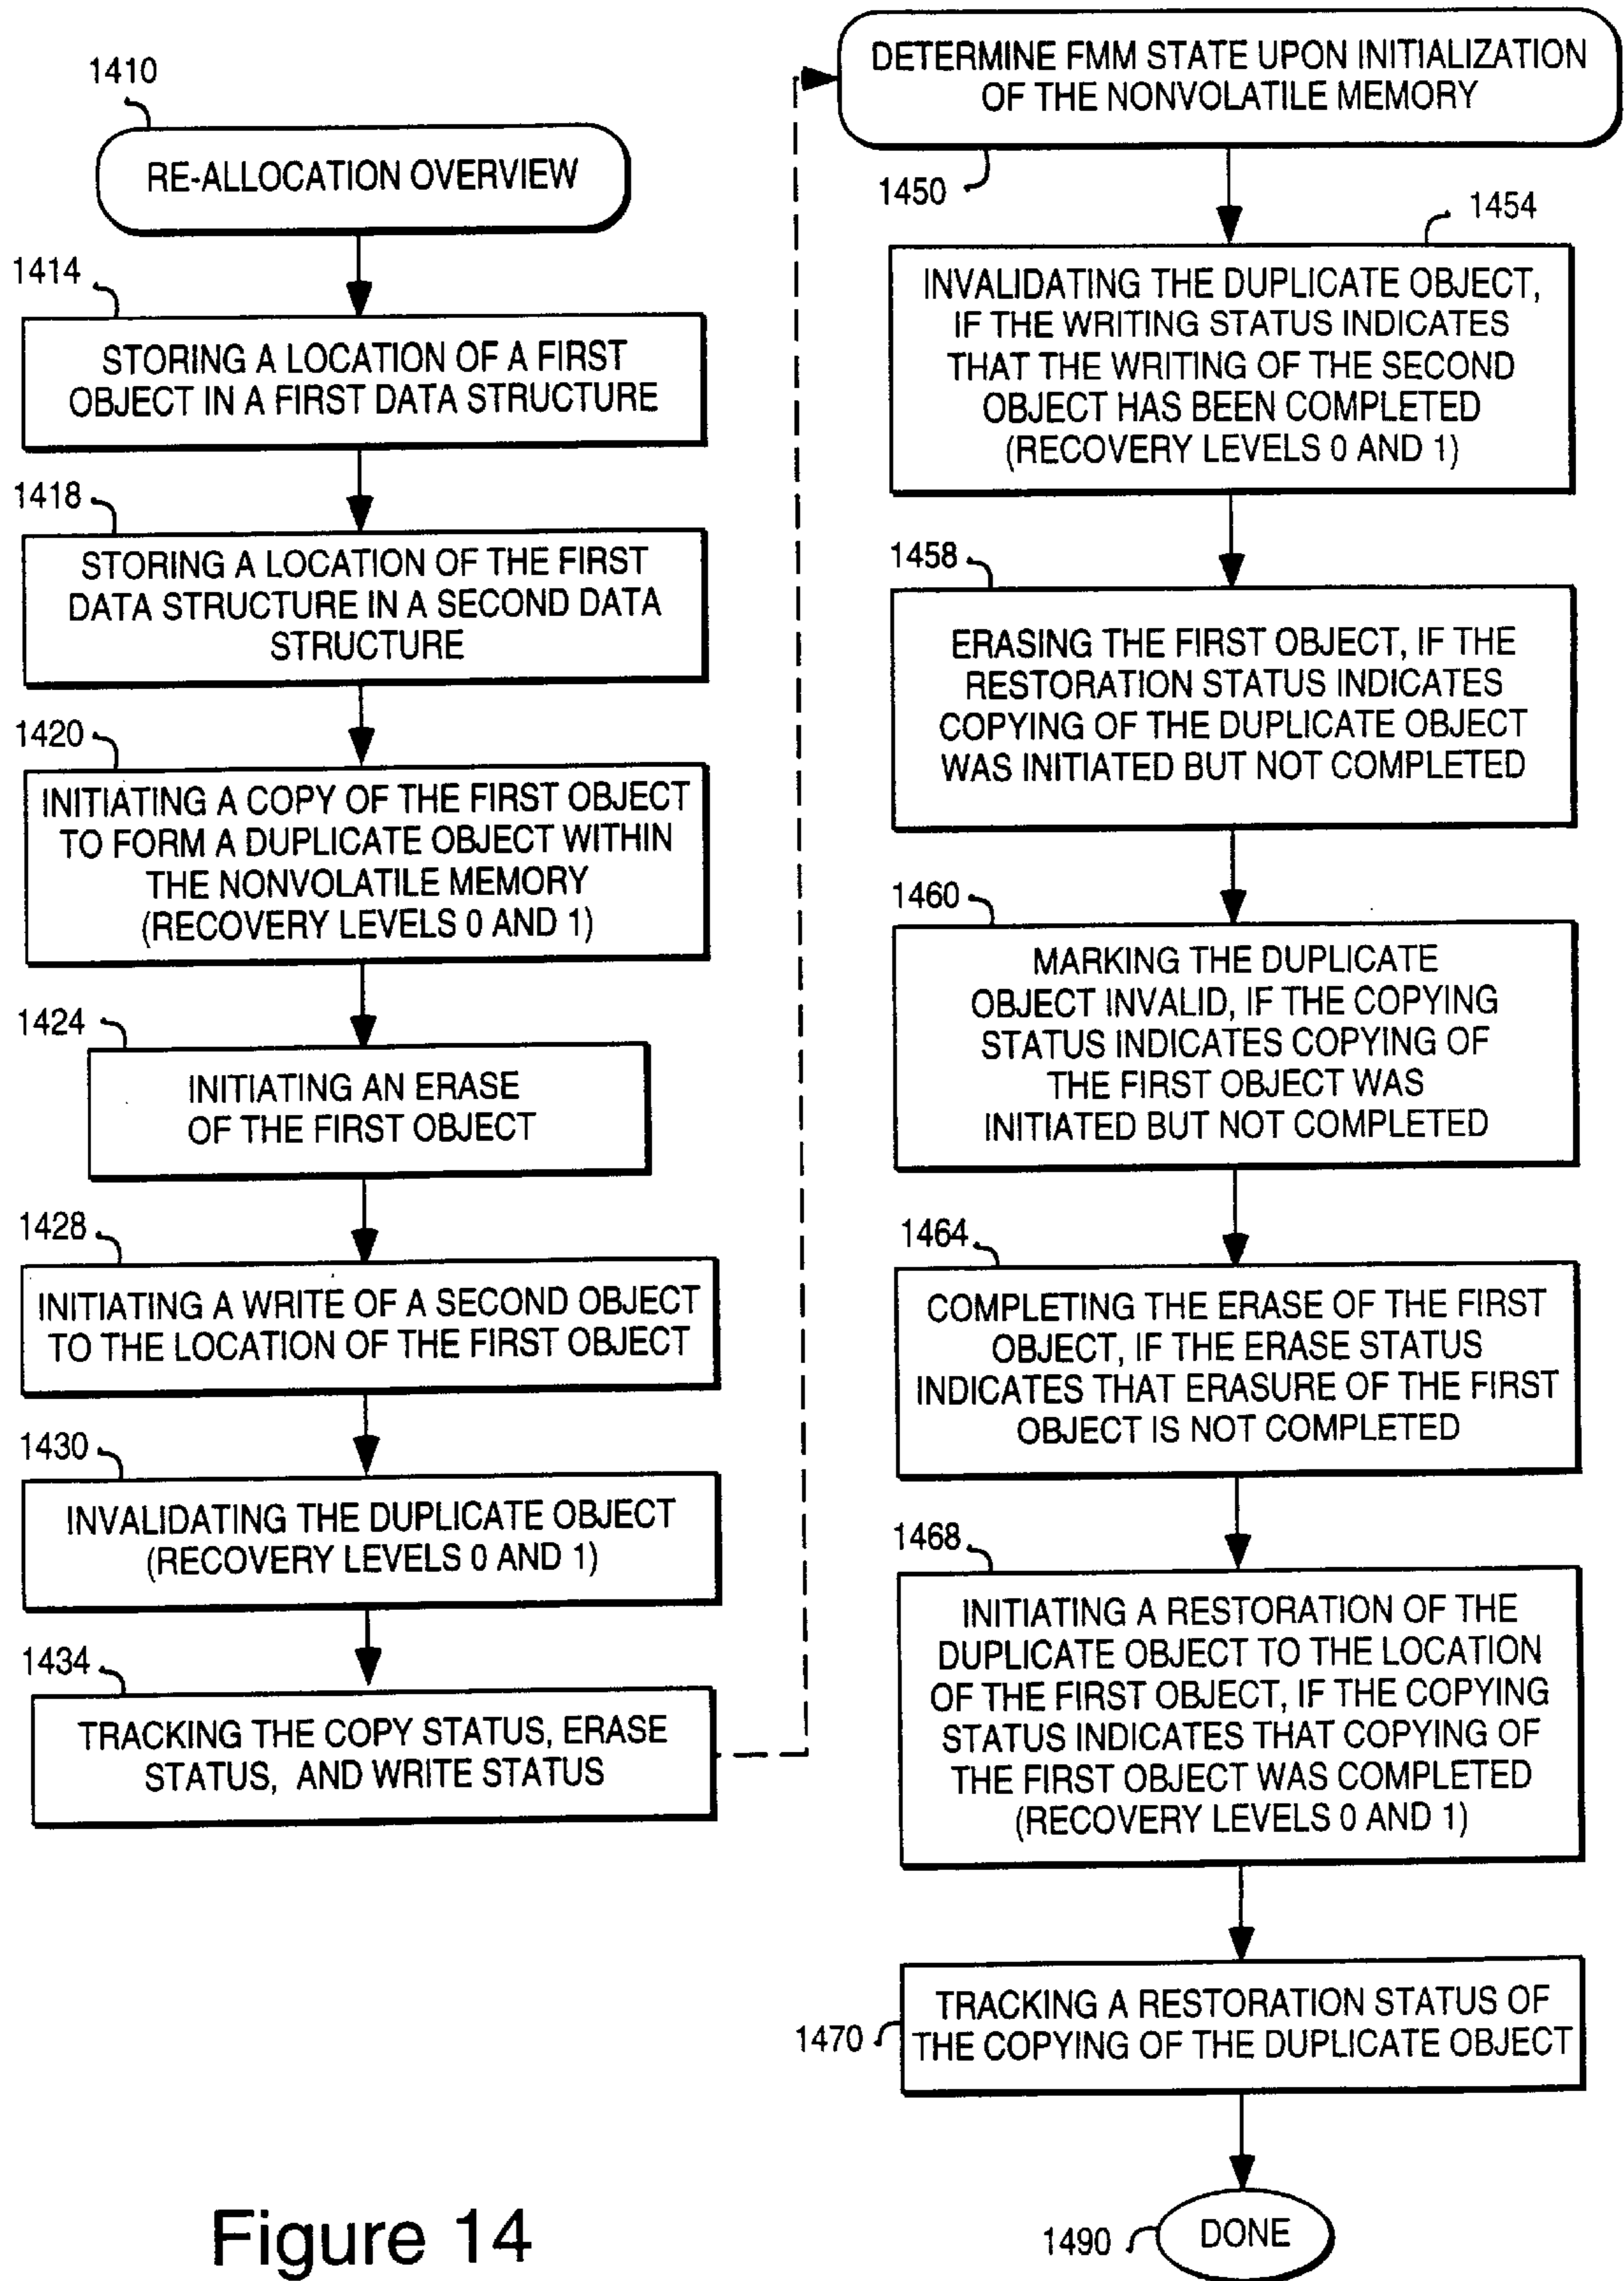 1410
RE-ALLOCATION OVERVIEW
1414
STORING A LOCATION OF A FIRST
OBJECT IN A FIRST DATA STRUCTURE
1418
STORING A LOCATION OF THE FIRST
DATA STRUCTURE IN A SECOND DATA
STRUCTURE
1420
INITIATING A COPY OF THE FIRST OBJECT
TO FORM A DUPLICATE OBJECT WITHIN
THE NONVOLATILE MEMORY
(RECOVERY LEVELS 0 AND 1)
1424
INITIATING AN ERASE
OF THE FIRST OBJECT
1428
INITIATING A WRITE OF A SECOND OBJECT
TO THE LOCATION OF THE FIRST OBJECT
1430
INVALIDATING THE DUPLICATE OBJECT
(RECOVERY LEVELS 0 AND 1)
1434
TRACKING THE COPY STATUS, ERASE
STATUS, AND WRITE STATUS
DETERMINE FMM STATE UPON INITIALIZATION
OF THE NONVOLATILE MEMORY
1450
1454
INVALIDATING THE DUPLICATE OBJECT,
IF THE WRITING STATUS INDICATES
THAT THE WRITING OF THE SECOND
OBJECT HAS BEEN COMPLETED
(RECOVERY LEVELS 0 AND 1)
1458
ERASING THE FIRST OBJECT, IF THE
RESTORATION STATUS INDICATES
COPYING OF THE DUPLICATE OBJECT
WAS INITIATED BUT NOT COMPLETED
1460
MARKING THE DUPLICATE
OBJECT INVALID, IF THE COPYING
STATUS INDICATES COPYING OF
THE FIRST OBJECT WAS
INITIATED BUT NOT COMPLETED
1464
COMPLETING THE ERASE OF THE FIRST
OBJECT, IF THE ERASE STATUS
INDICATES THAT ERASURE OF THE FIRST
OBJECT IS NOT COMPLETED
1468
INITIATING A RESTORATION OF THE
DUPLICATE OBJECT TO THE LOCATION
OF THE FIRST OBJECT, IF THE COPYING
STATUS INDICATES THAT COPYING OF
THE FIRST OBJECT WAS COMPLETED
(RECOVERY LEVELS 0 AND 1)
TRACKING A RESTORATION STATUS OF
1470 THE COPYING OF THE DUPLICATE OBJECT
1490 DONE
Figure 14